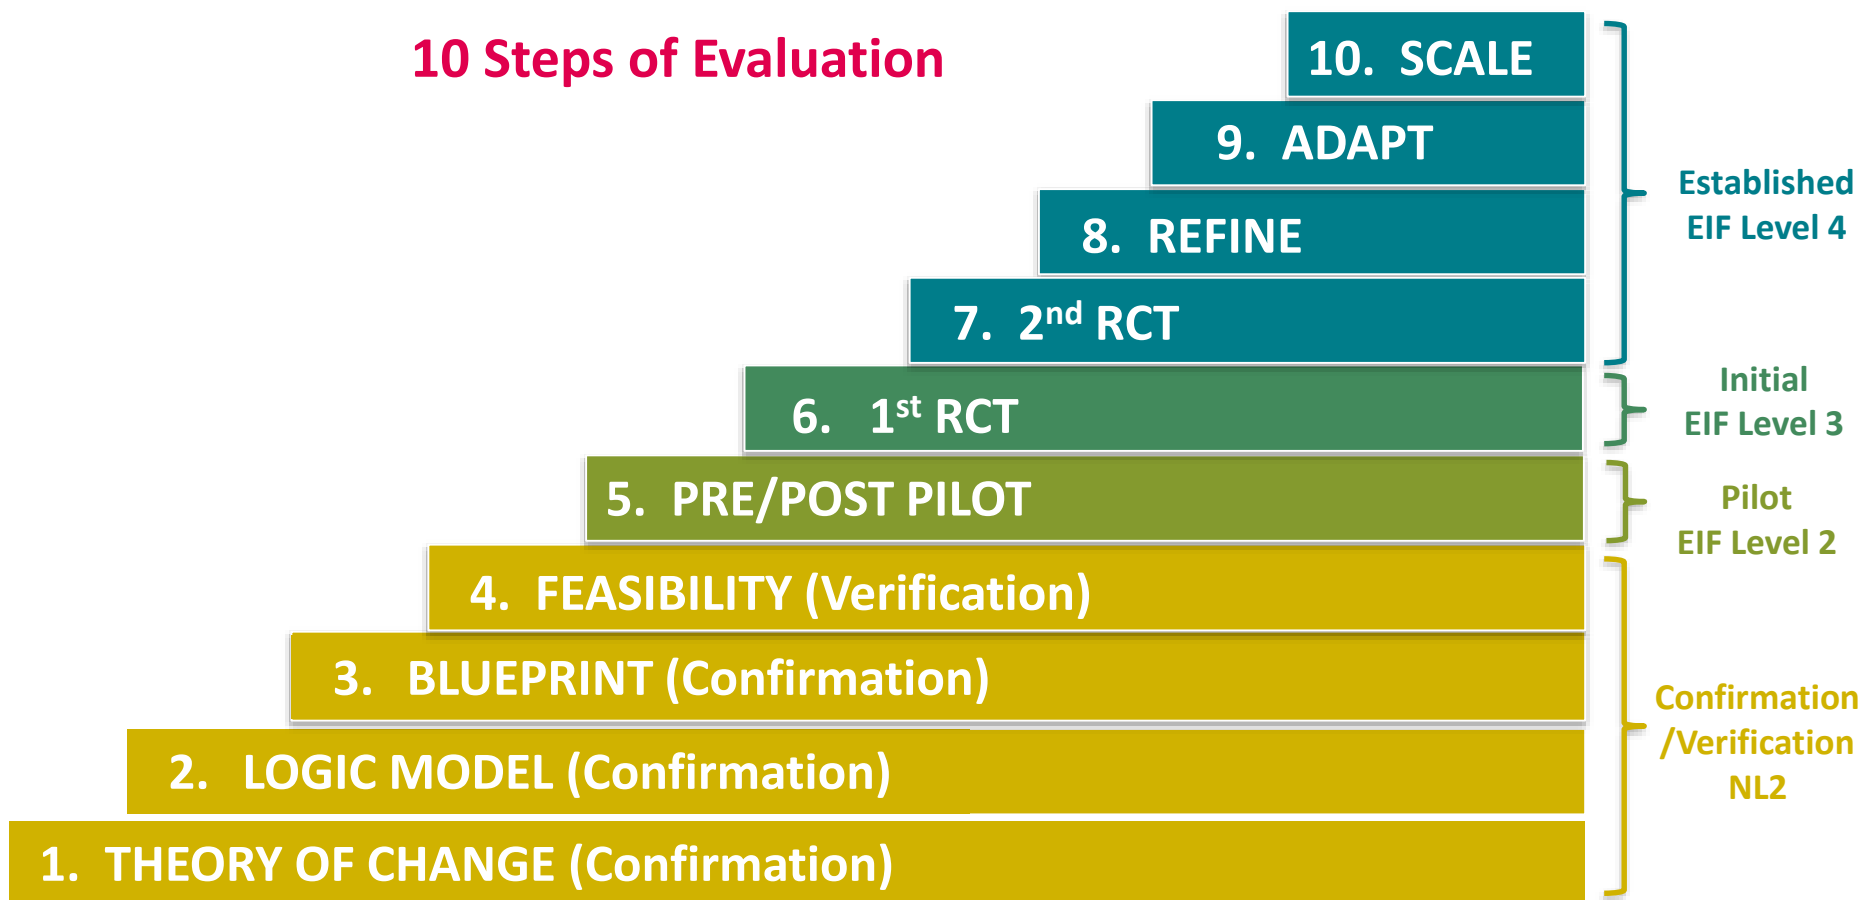 10 Steps of Evaluation
10. SCALE
9. ADAPT
8. REFINE
7. 2nd RCT
6. 1st RCT
5. PRE/POST PILOT
4. FEASIBILITY (Verification)
3. BLUEPRINT (Confirmation)
2. LOGIC MODEL (Confirmation)
1. THEORY OF CHANGE (Confirmation)
Established
EIF Level 4
Initial
EIF Level 3
Pilot
EIF Level 2
Confirmation
/Verification
NL2